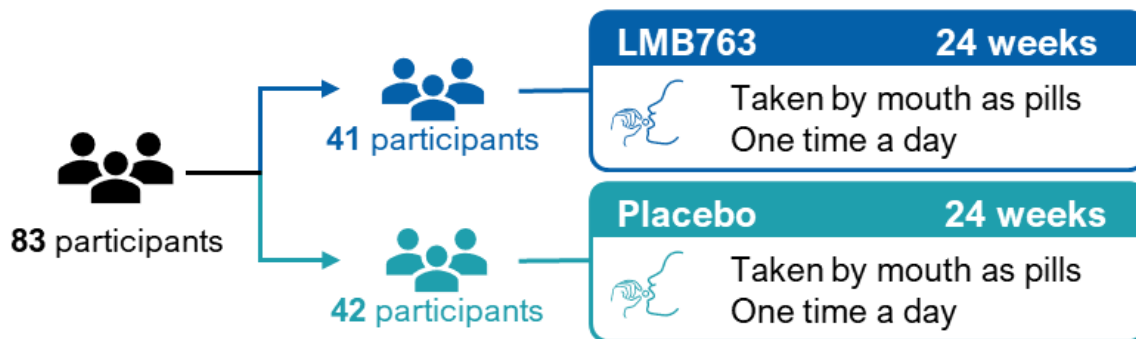 LMB763 24 weeks
Taken by mouth as pills
One time a day
41 participants
83 participants
Placebo 24 weeks
Taken by mouth as pills
One time a day
42 participants